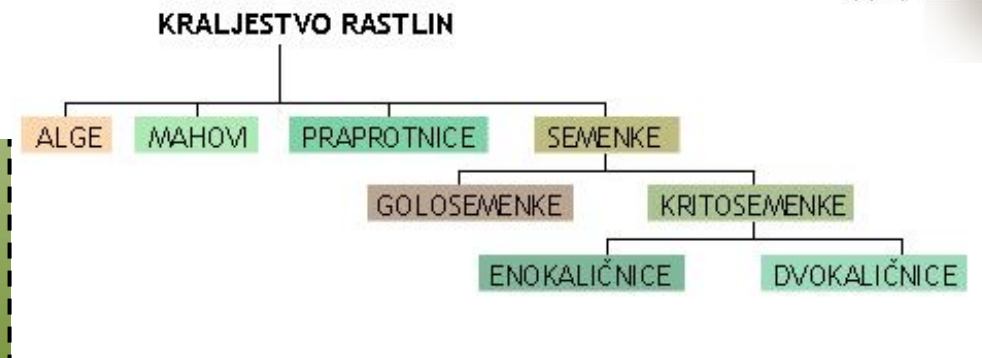 KRALJESTVO RASTLIN
ALGE MAHOVI PRAPROTNICE SEMENKE
GOLOSEMENKE KRITOSEMENKE
ENOKALIČNICE DVOKALIČNICE